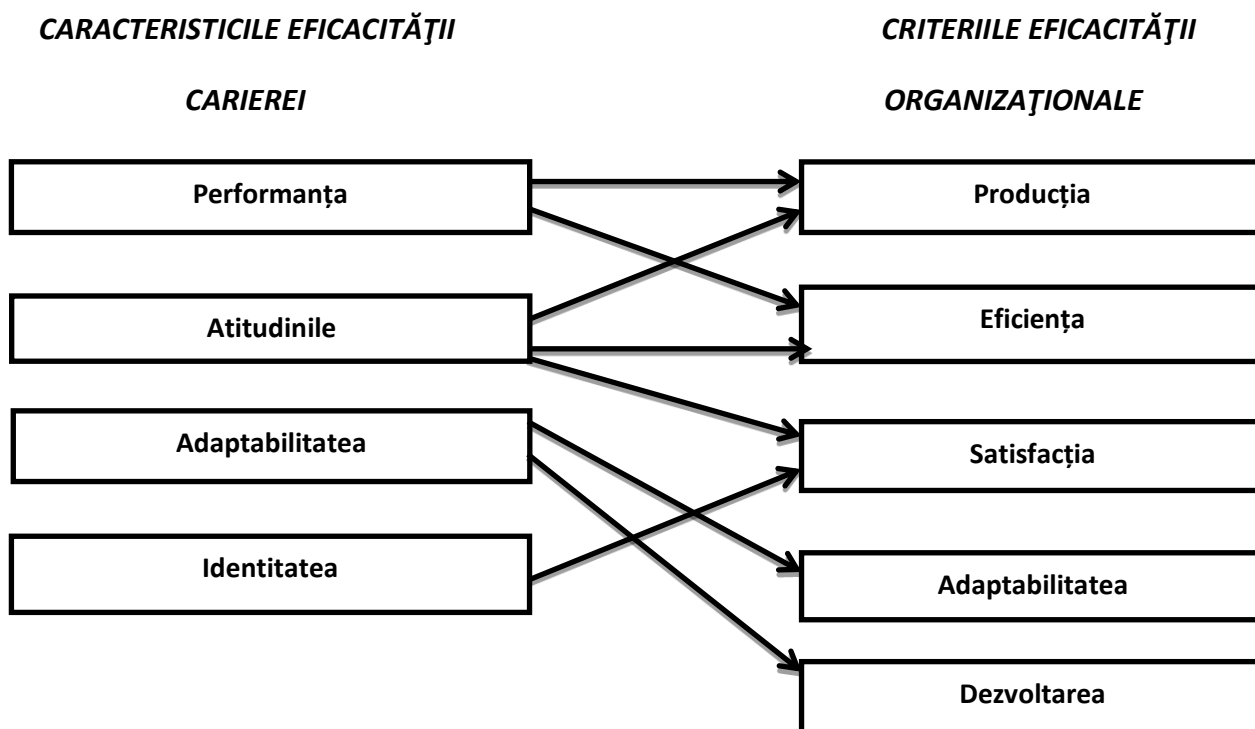 CARACTERISTICILE EFICACITĂŢII
CARIEREI
CRITERIILE EFICACITĂŢII
ORGANIZAŢIONALE
Performanța
Atitudinile
Adaptabilitatea
Identitatea
Producția
Eficiența
Satisfacția
Adaptabilitatea
Dezvoltarea